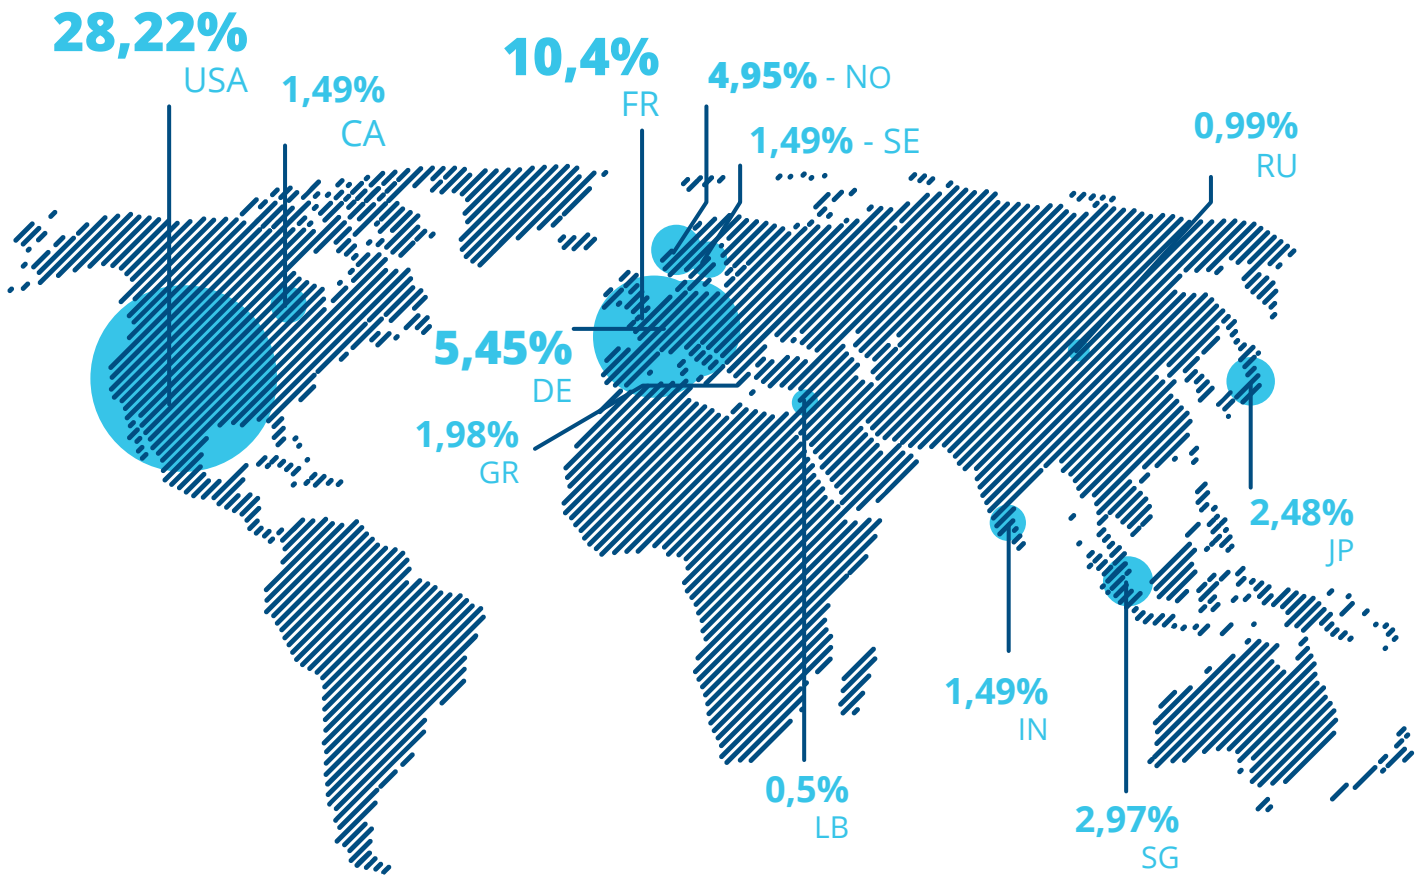 28,22%
USA
1,49%
CA
10,4%
FR
4,95% - NO
1,49% - SE
0,99%
RU
5,45%
DE
1,98%
GR
2,48%
JP
1,49%
IN
0,5%
LB
2,97%
SG